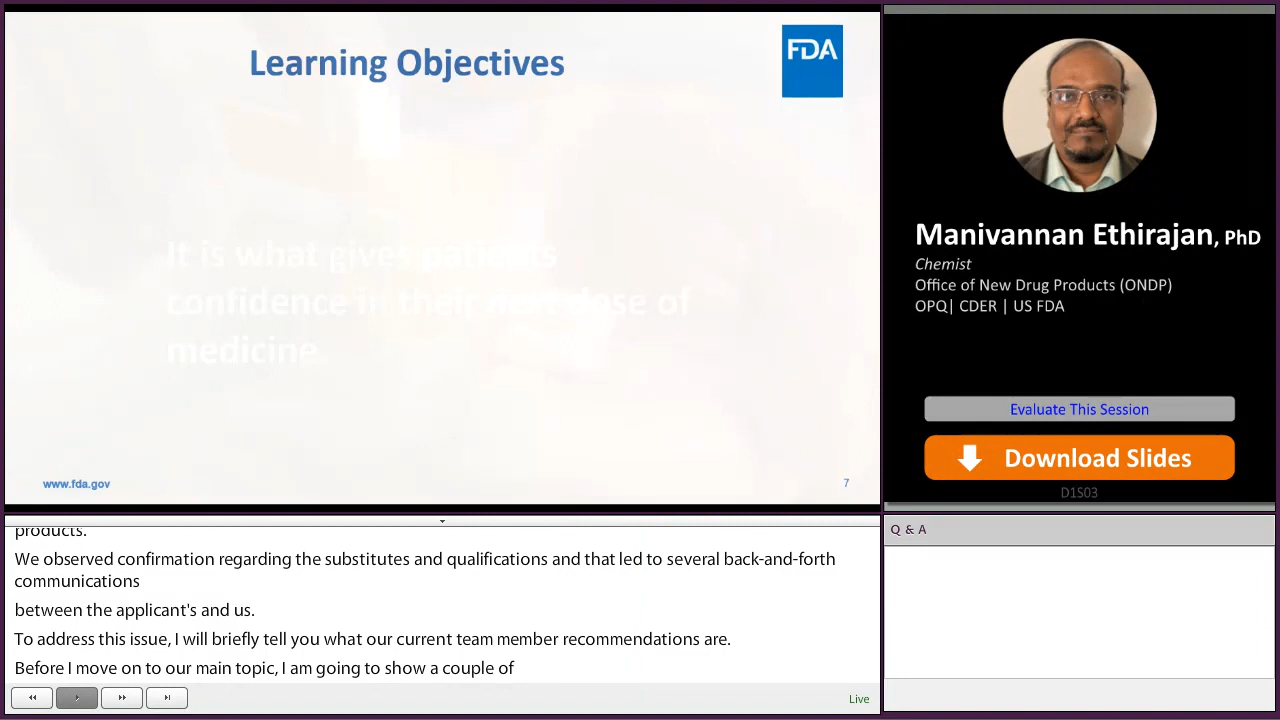 Learning Objectives
FDA
It is what gives patients
confidence in their next dose of
medicine
www.fda.gov
7
Manivannan Ethirajan, PhD
Chemist
Office of New Drug Products (ONDP)
OPQ| CDER | US FDA
Evaluate This Session
Download Slides
D1S03
products.
We observed confirmation regarding the substitutes and qualifications and that led to several back-and-forth
communications
between the applicant's and us.
To address this issue, I will briefly tell you what our current team member recommendations are.
Before I move on to our main topic, I am going to show a couple of
Live
Q & A